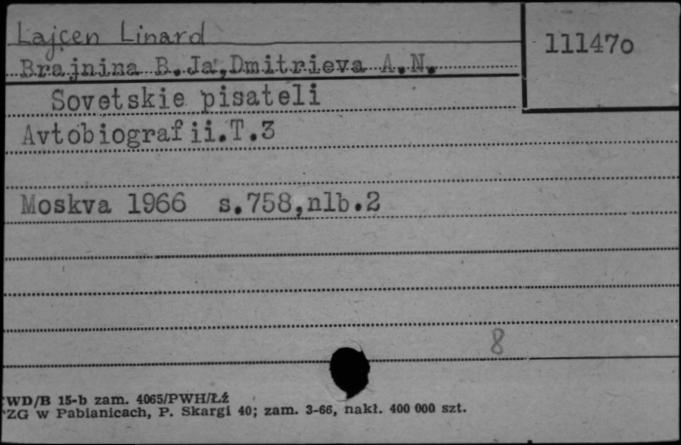 Lajcen Linard
111470
Brajnina B.Ja,Dmitrieva A.N.
Sovetskie pisateli
Avtobiografii.T.3
Moskva 1966 s.758,nlb.2
8
WD/B 15-b zam. 4065/PWH/Łź
ZG w Pabianicach, P. Skargi 40; zam. 3-66, nakł. 400 000 szt.